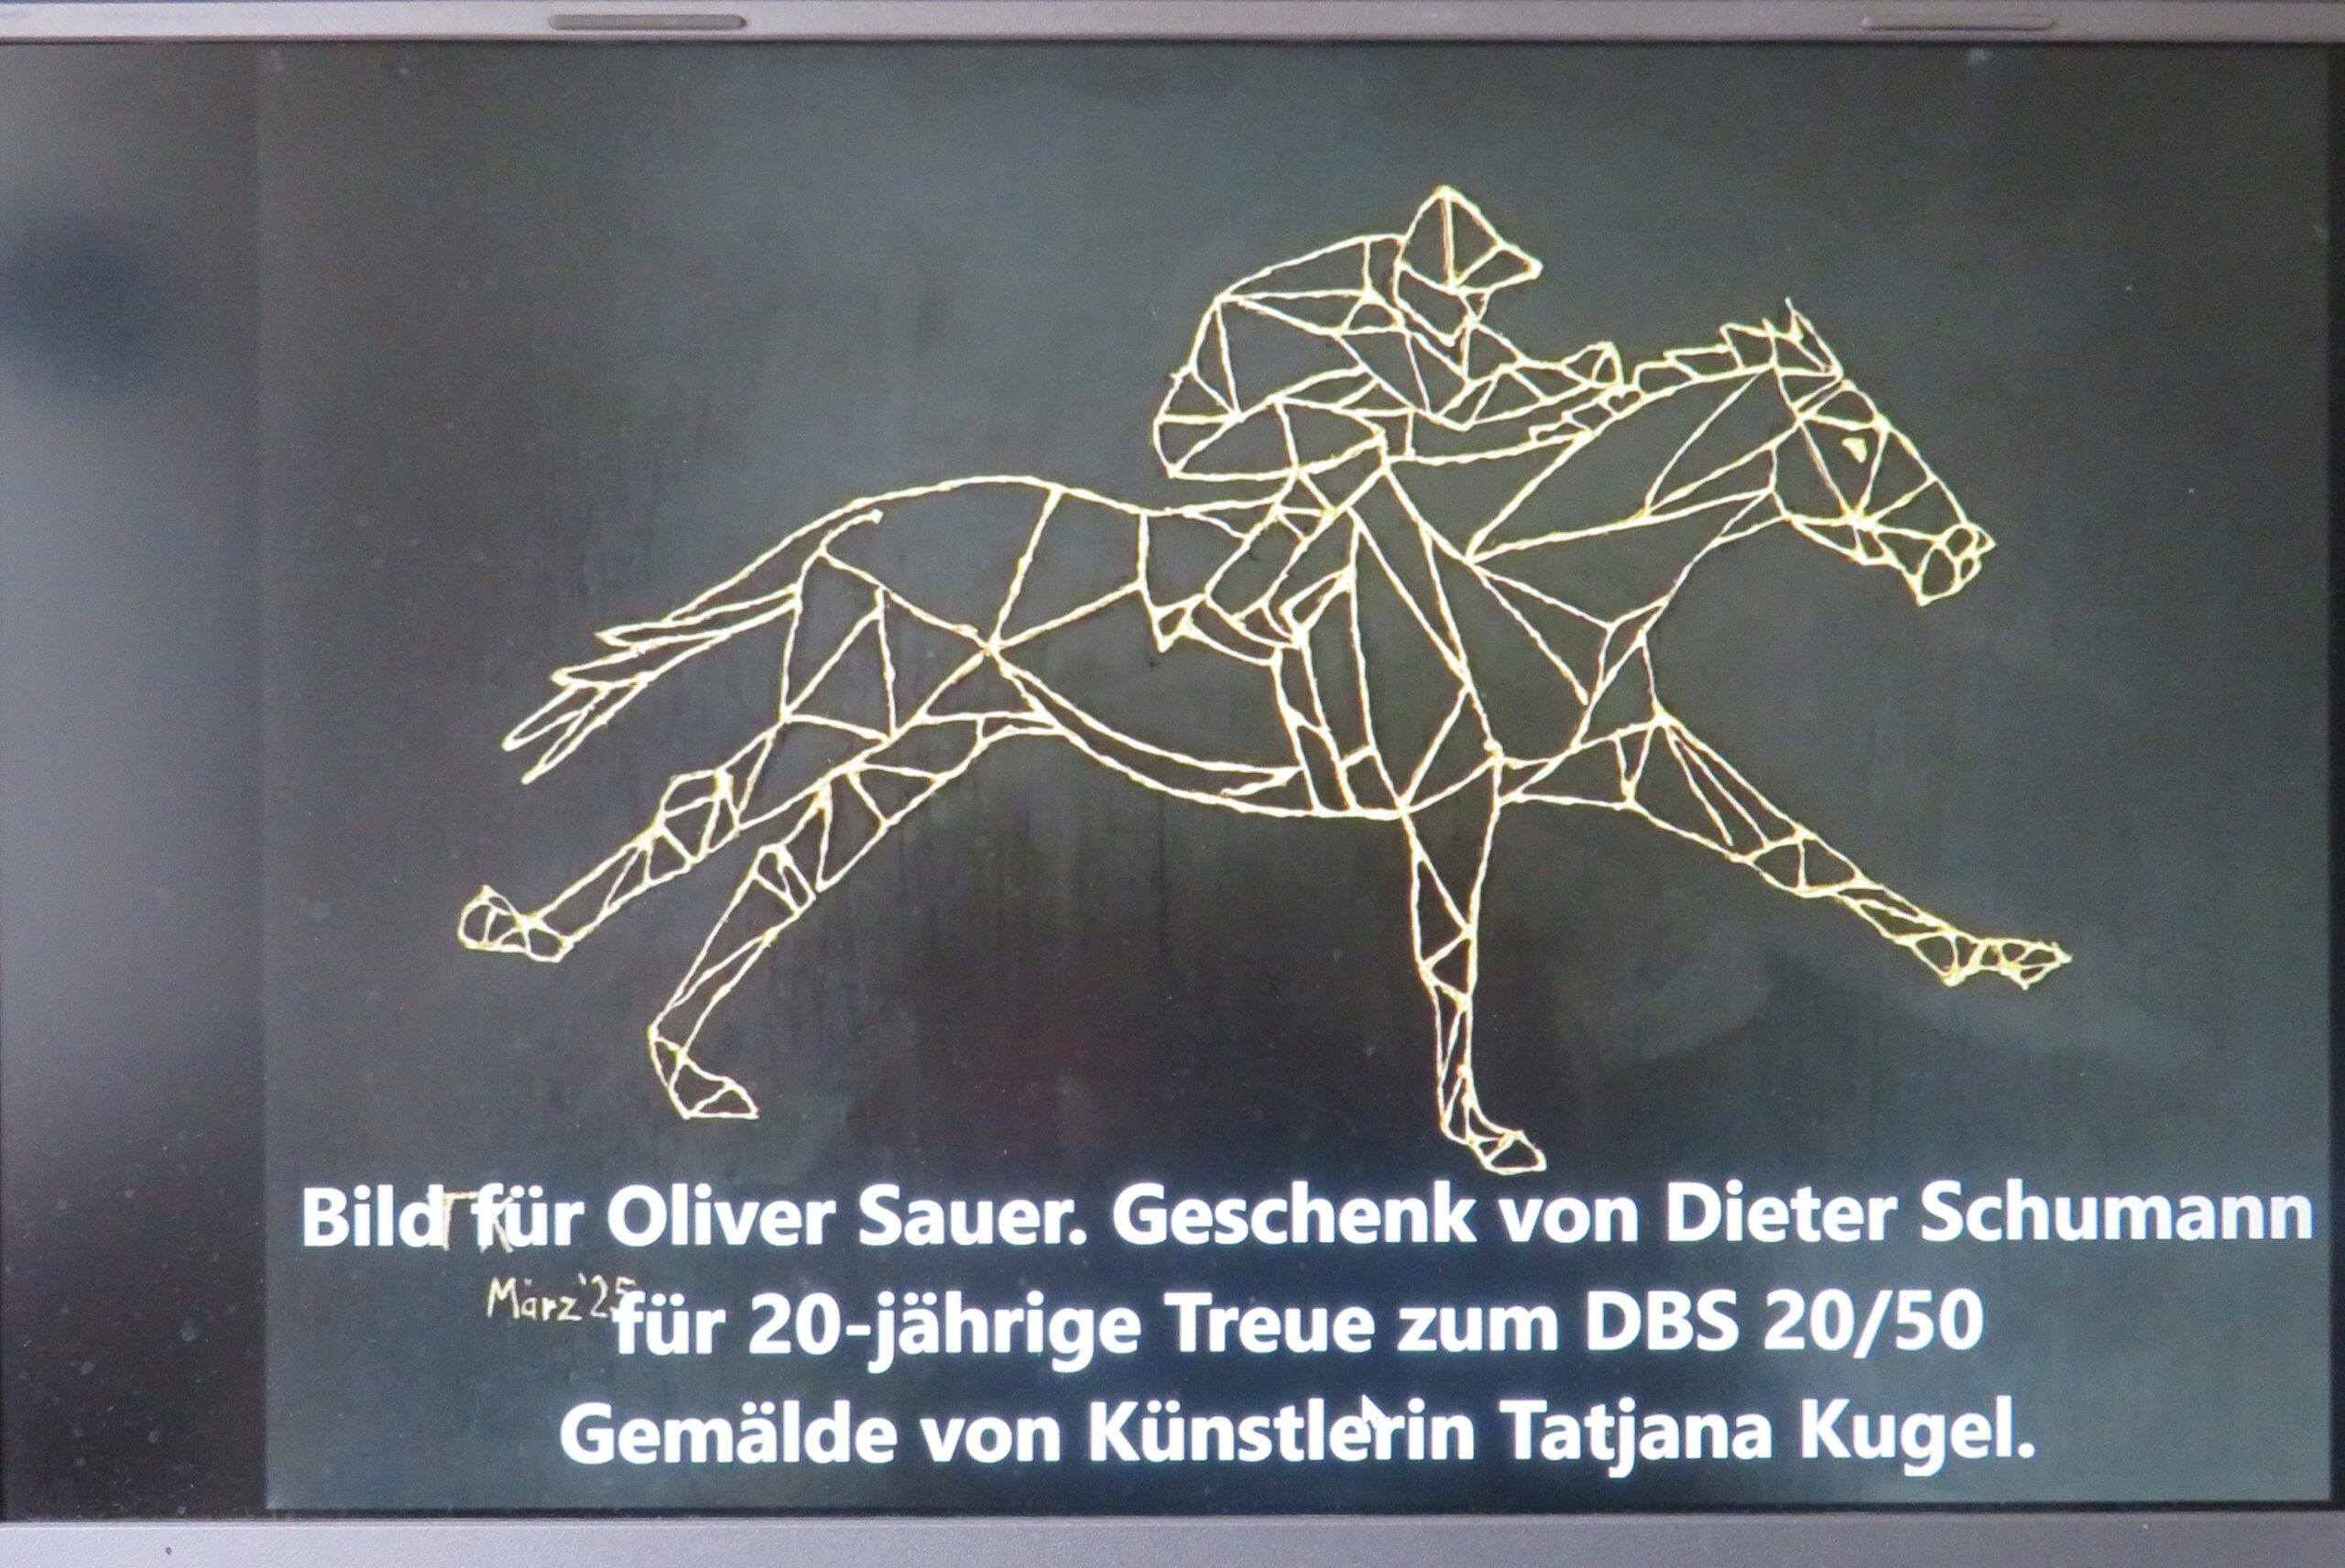 Bild für Oliver Sauer. Geschenk von Dieter Schumann
TK
März '25
für 20-jährige Treue zum DBS 20/50
Gemälde von Künstlerin Tatjana Kugel.